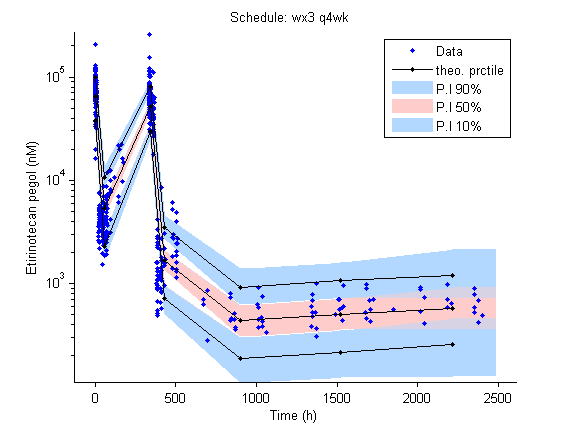 Schedule: wx3 q4wk
Data
theo. prctile
P.I 90%
P.I 50%
P.I 10%
10^5
10^4
10^3
Etirinotecan pegol (nM)
0 500 1000 1500 2000 2500
Time (h)